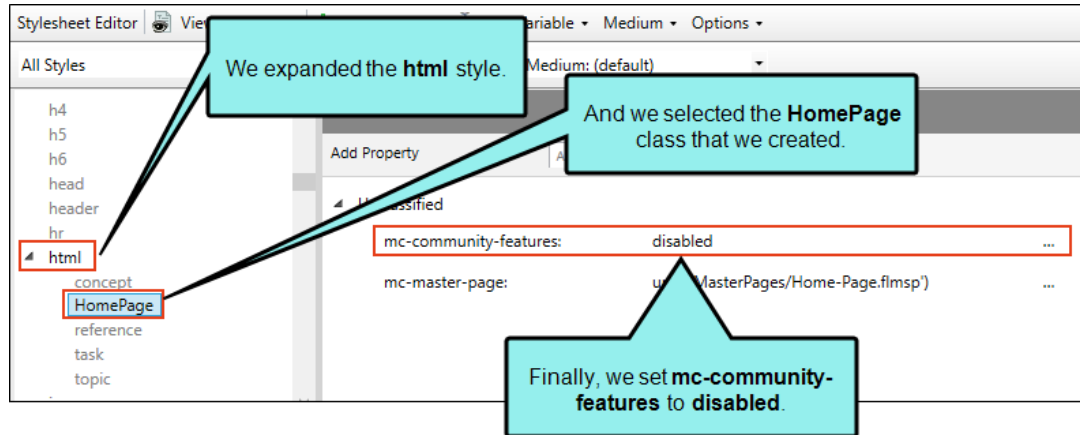 Stylesheet Editor Medium Options
All Styles Medium: (default)
We expanded the html style.
And we selected the HomePage
class that we created.
h4
h5
h6
Add Property
head
header
hr
html
mc-community-features: disabled ...
concept
HomePage
mc-master-page: MasterPages/Home-Page.flmsp') ...
reference
task
topic
Finally, we set mc-community-
features to disabled.